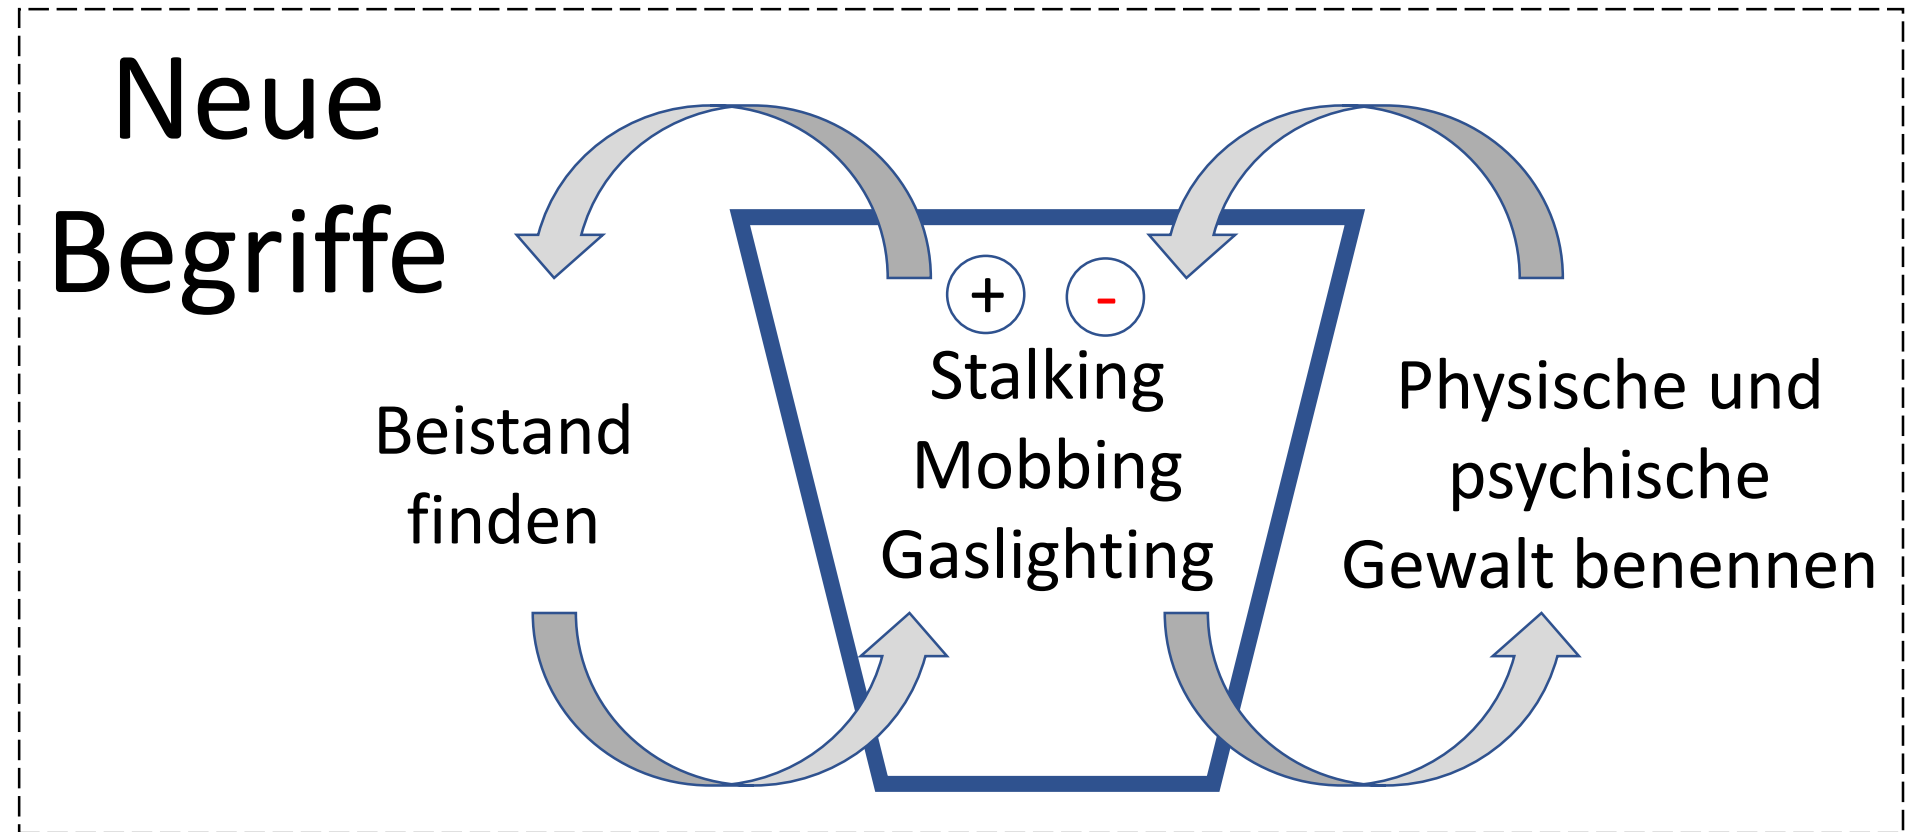 Neue
Begriffe
+ -
Beistand
finden
Stalking
Mobbing
Gaslighting
Physische und
psychische
Gewalt benennen